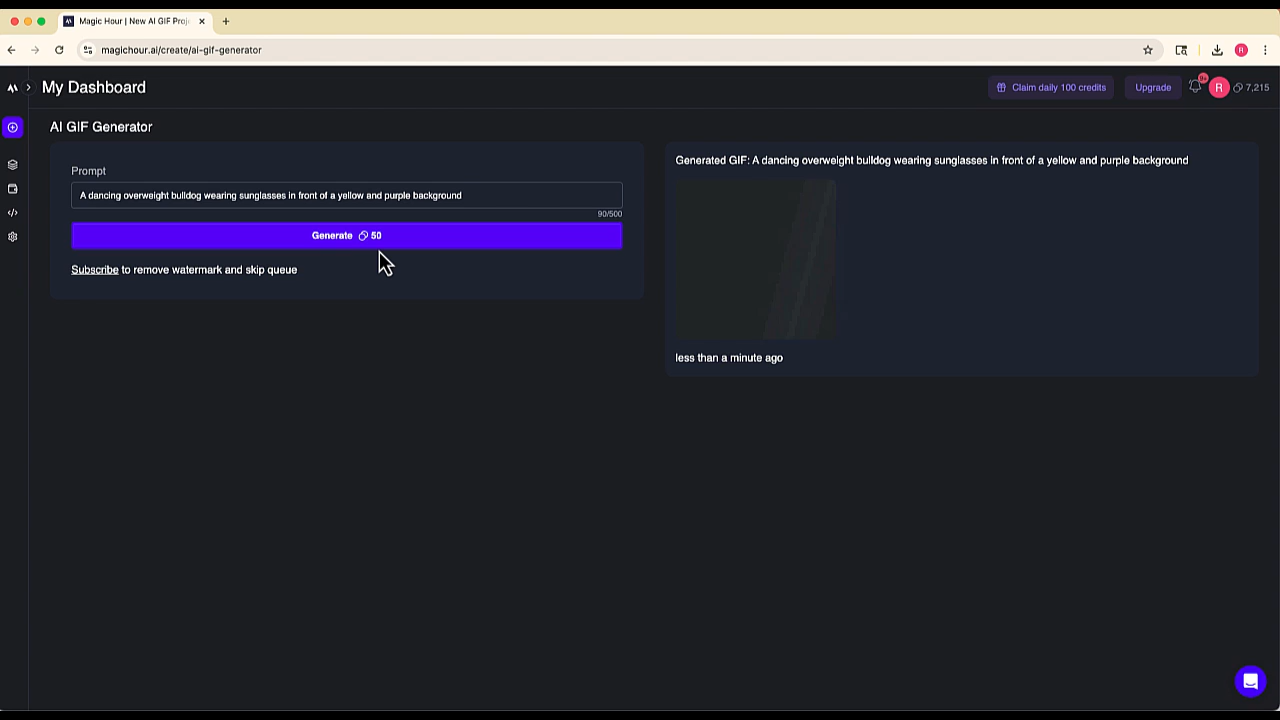 Magic Hour | New AI GIF Proj
magichour.ai/create/ai-gif-generator
R
My Dashboard
Claim daily 100 credits
Upgrade
9+
R
7,215
AI GIF Generator
Prompt
A dancing overweight bulldog wearing sunglasses in front of a yellow and purple background
90/500
Generate 50
Subscribe to remove watermark and skip queue
Generated GIF: A dancing overweight bulldog wearing sunglasses in front of a yellow and purple background
less than a minute ago